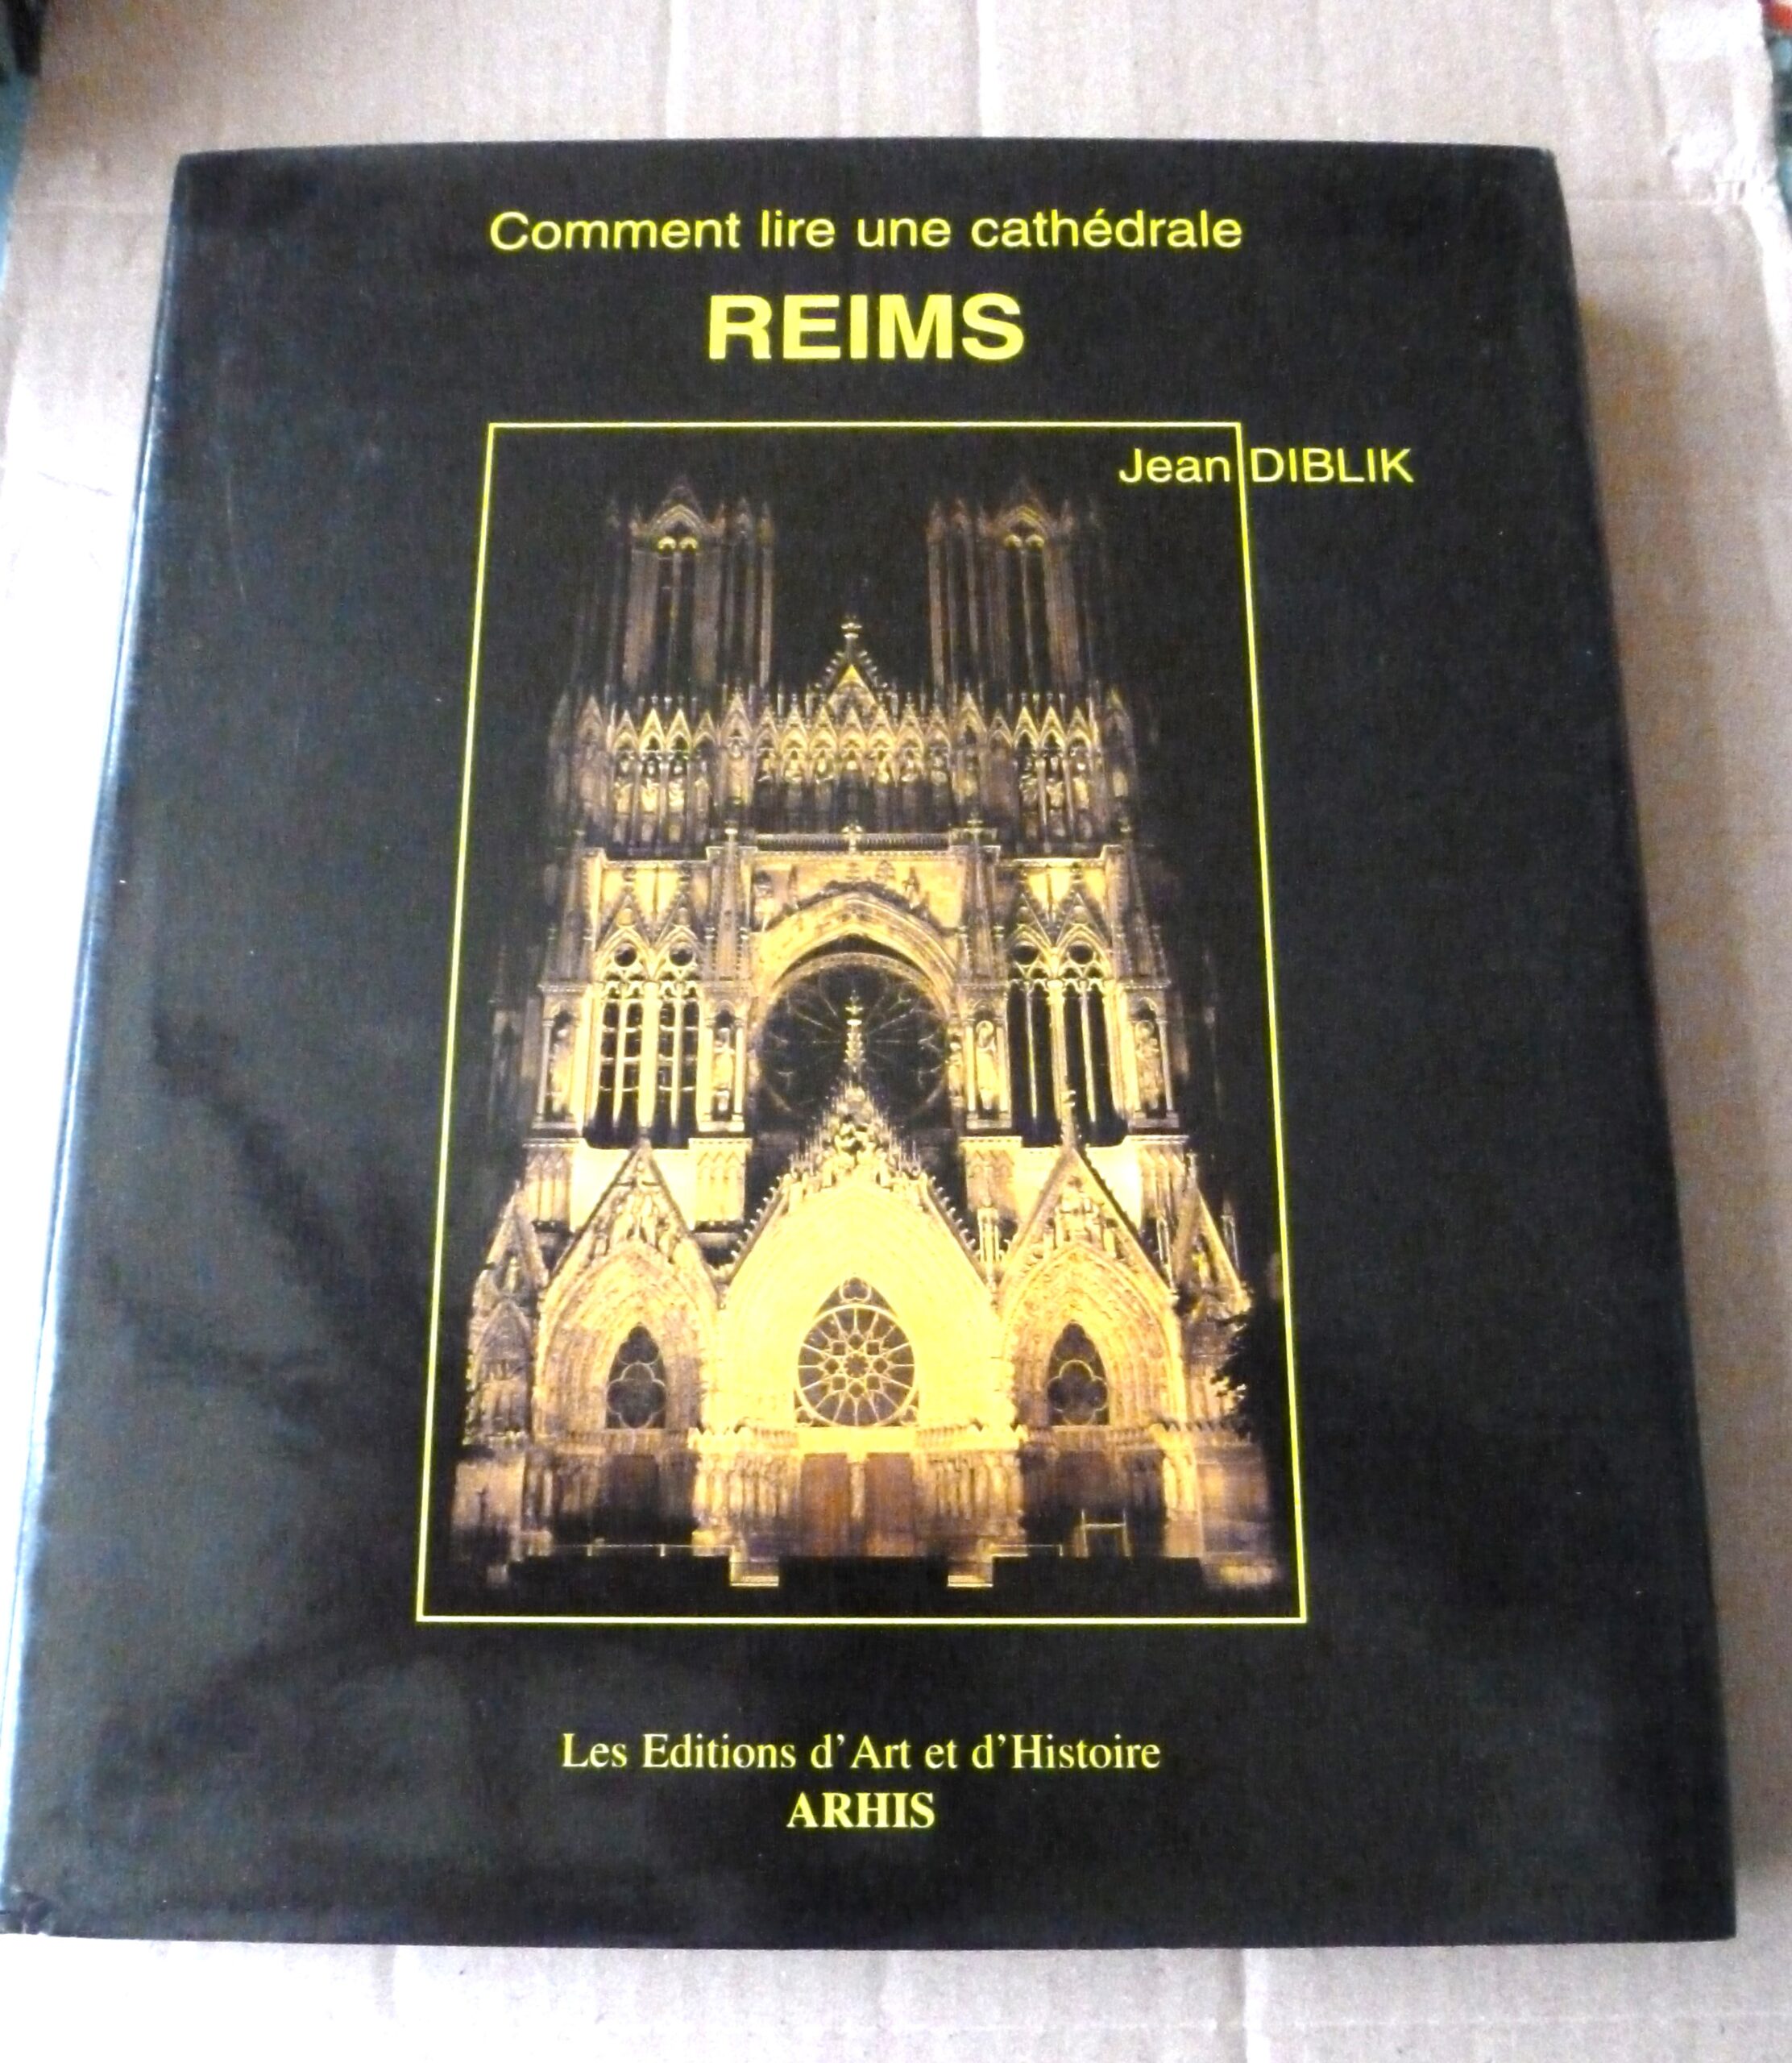 Comment lire une cathédrale
REIMS
Jean DIBLIK
Les Editions d'Art et d'Histoire
ARHIS